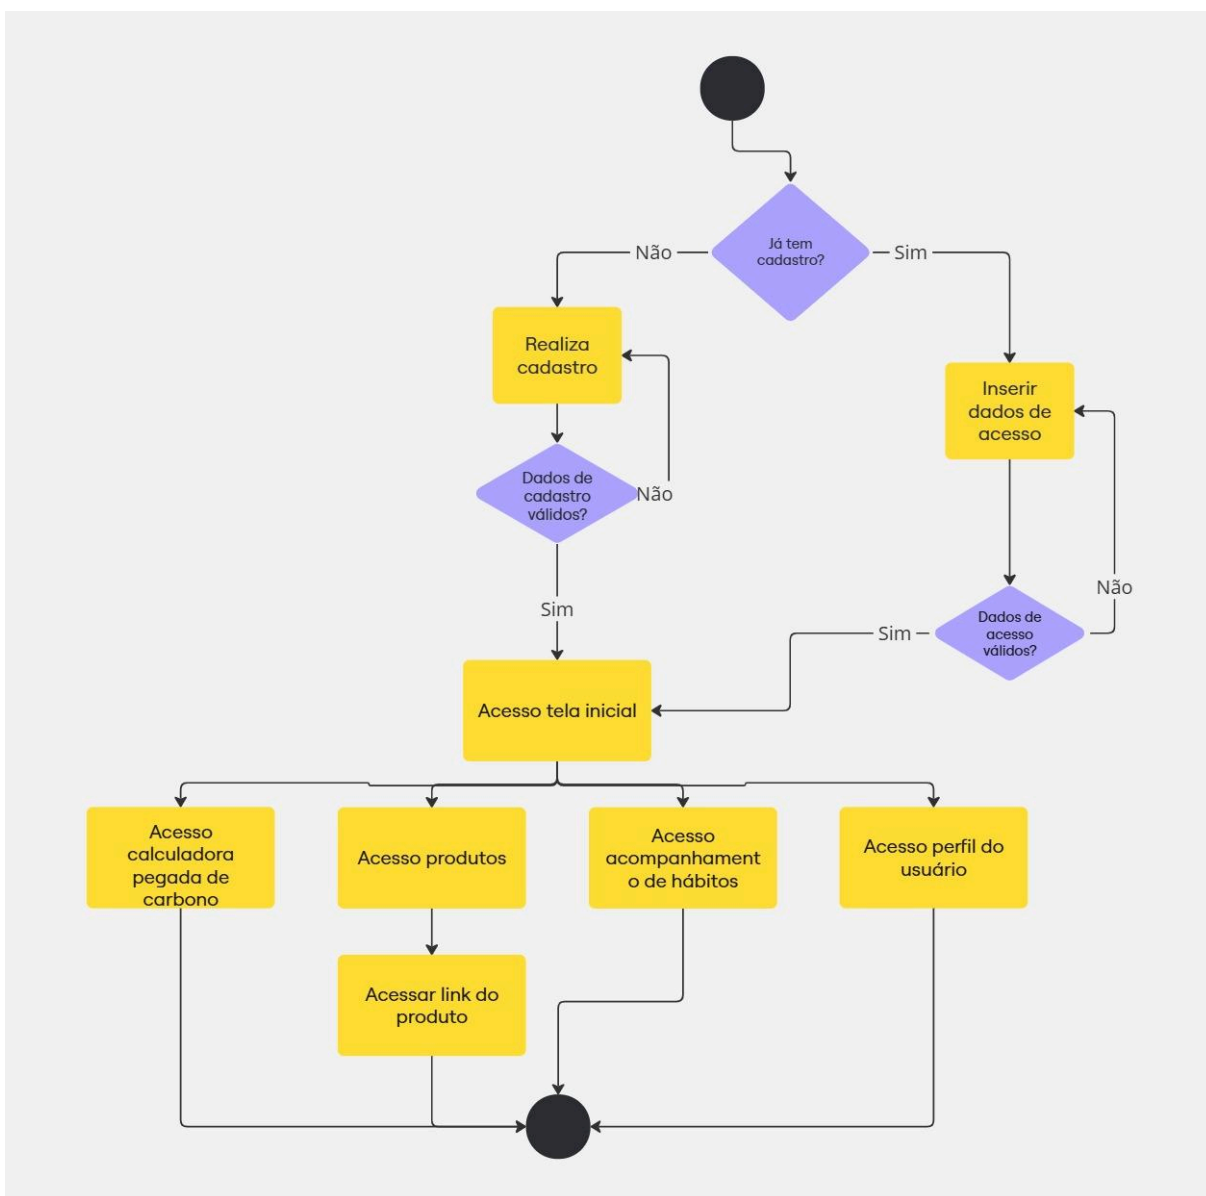 Já tem
cadastro?
Não
Sim
Realiza
cadastro
Inserir
dados de
acesso
Dados de
cadastro
válidos?
Não
Sim
Não
Dados de
acesso
válidos?
Sim
Acesso tela inicial
Acesso
calculadora
pegada de
carbono
Acesso produtos
Acesso
acompanhament
o de hábitos
Acesso perfil do
usuário
Acessar link do
produto